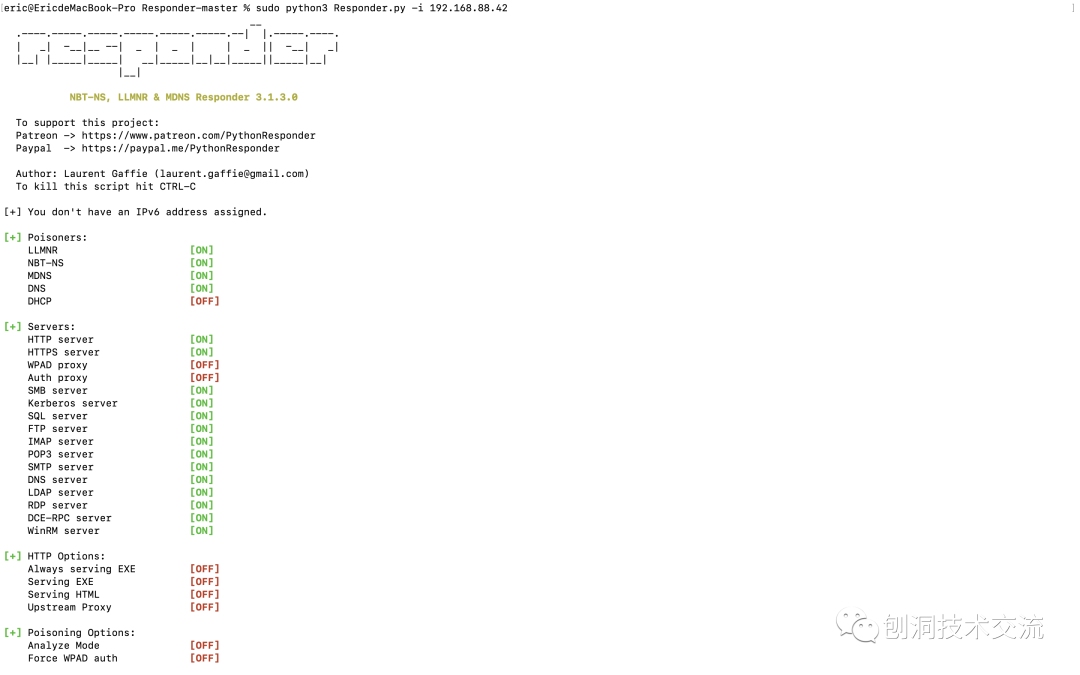 eric@EricdeMacBook-Pro Responder-master % sudo python3 Responder.py -i 192.168.88.42
NBT-NS, LLMNR & MDNS Responder 3.1.3.0
To support this project:
Patreon -> https://www.patreon.com/PythonResponder
Paypal  -> https://paypal.me/PythonResponder
Author: Laurent Gaffie (laurent.gaffie@gmail.com)
To kill this script hit CTRL-C
[+] You don't have an IPv6 address assigned.
[+] Poisoners:
LLMNR [ON]
NBT-NS [ON]
MDNS [ON]
DNS [ON]
DHCP [OFF]
[+] Servers:
HTTP server [ON]
HTTPS server [ON]
WPAD proxy [OFF]
Auth proxy [OFF]
SMB server [ON]
Kerberos server [ON]
SQL server [ON]
FTP server [ON]
IMAP server [ON]
POP3 server [ON]
SMTP server [ON]
DNS server [ON]
LDAP server [ON]
RDP server [ON]
DCE-RPC server [ON]
WinRM server [ON]
[+] HTTP Options:
Always serving EXE [OFF]
Serving EXE [OFF]
Serving HTML [OFF]
Upstream Proxy [OFF]
[+] Poisoning Options:
Analyze Mode [OFF]
Force WPAD auth [OFF]
刨洞技术交流